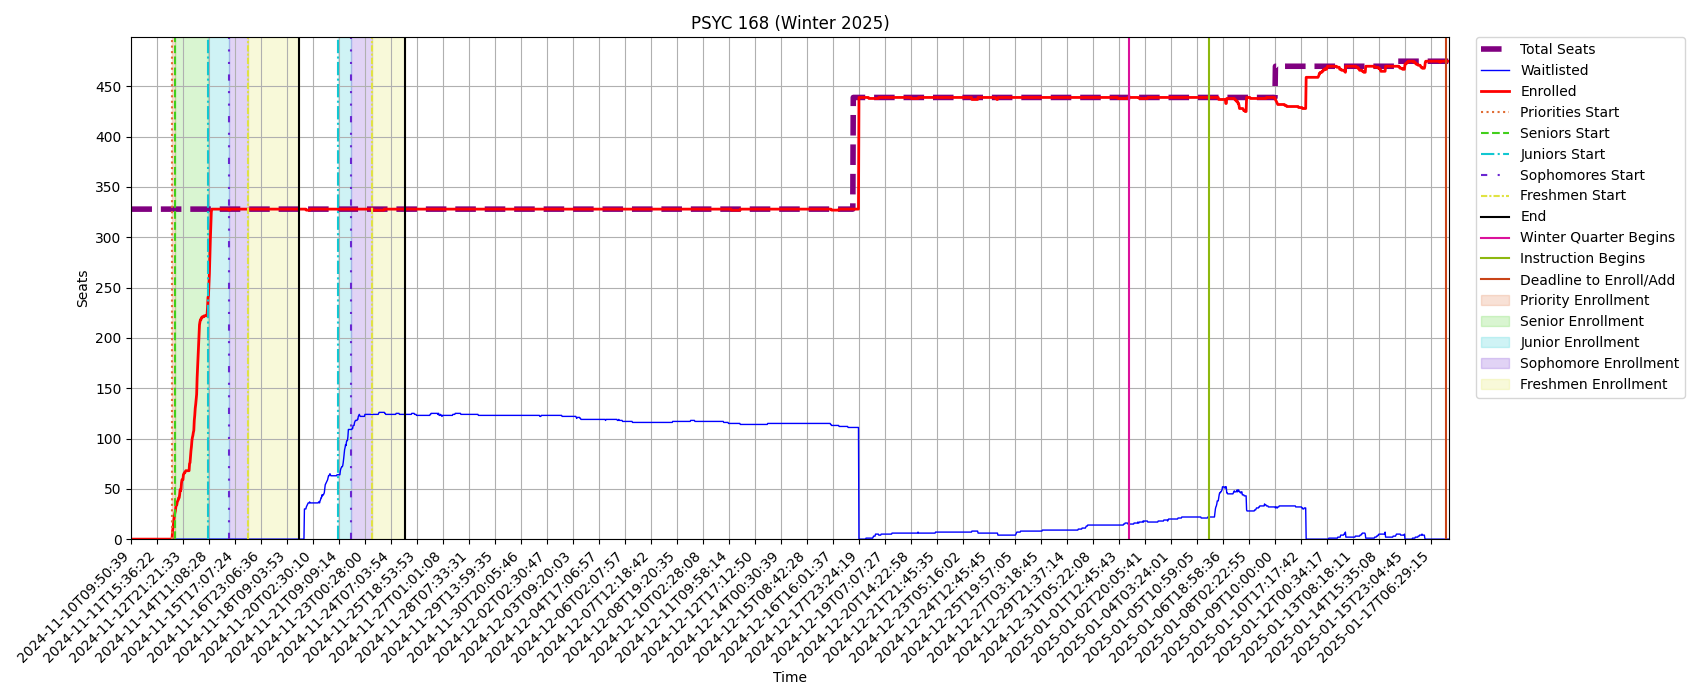 PSYC 168 (Winter 2025)
Seats
450
400
350
300
250
200
150
100
50
0
2024-11-10T09:50:39
2024-11-11T15:36:22
2024-11-12T21:21:33
2024-11-14T11:08:28
2024-11-15T17:07:24
2024-11-16T23:06:36
2024-11-18T09:03:53
2024-11-20T02:30:10
2024-11-21T09:09:14
2024-11-23T00:28:00
2024-11-24T07:03:54
2024-11-25T18:53:53
2024-11-27T01:01:08
2024-11-28T07:33:31
2024-11-29T13:59:35
2024-11-30T20:05:46
2024-12-02T02:30:47
2024-12-03T09:20:03
2024-12-04T17:06:57
2024-12-06T02:07:57
2024-12-07T12:18:42
2024-12-08T19:20:35
2024-12-10T02:28:08
2024-12-11T09:58:14
2024-12-12T17:12:50
2024-12-14T00:30:39
2024-12-15T08:42:28
2024-12-16T16:01:37
2024-12-17T23:24:19
2024-12-19T07:07:27
2024-12-20T14:22:58
2024-12-21T21:45:35
2024-12-23T05:16:02
2024-12-24T12:45:45
2024-12-25T19:57:05
2024-12-27T03:18:45
2024-12-29T21:37:14
2024-12-31T05:22:08
2025-01-01T12:45:43
2025-01-02T20:05:41
2025-01-04T03:24:01
2025-01-05T10:59:05
2025-01-06T18:58:36
2025-01-08T02:22:55
2025-01-09T10:00:00
2025-01-10T17:17:42
2025-01-12T00:34:17
2025-01-13T08:18:11
2025-01-14T15:35:08
2025-01-15T23:04:45
2025-01-17T06:29:15
Time
Total Seats
Waitlisted
Enrolled
Priorities Start
Seniors Start
Juniors Start
Sophomores Start
Freshmen Start
End
Winter Quarter Begins
Instruction Begins
Deadline to Enroll/Add
Priority Enrollment
Senior Enrollment
Junior Enrollment
Sophomore Enrollment
Freshmen Enrollment